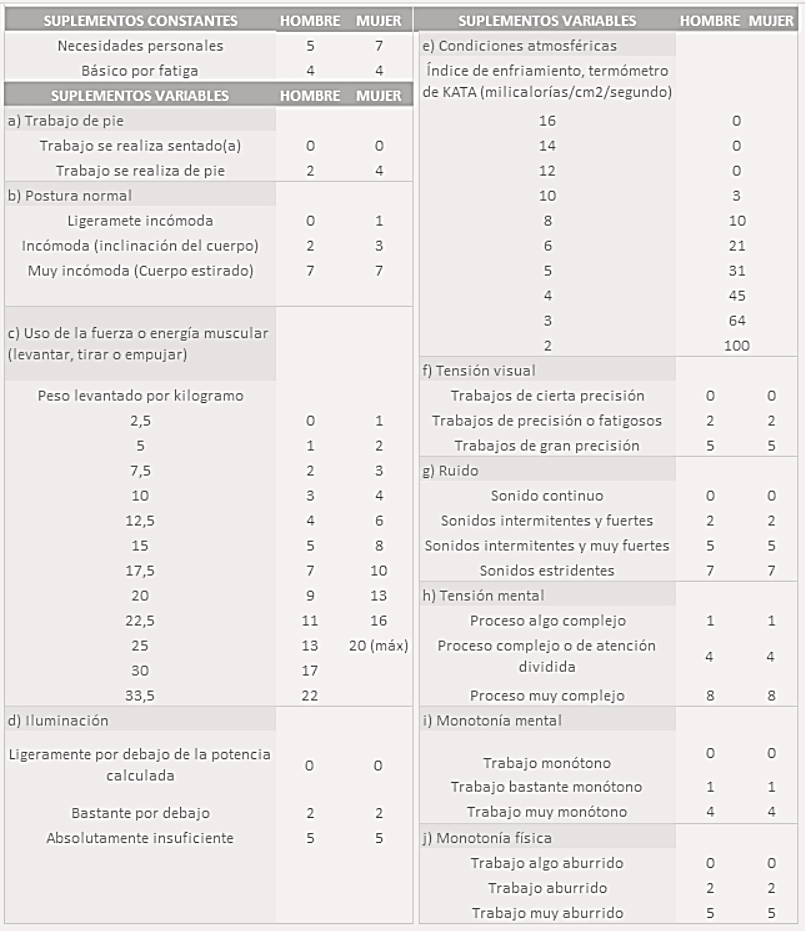 SUPLEMENTOS CONSTANTES HOMBRE MUJER
Necesidades personales 5 7
Básico por fatiga 4 4
SUPLEMENTOS VARIABLES HOMBRE MUJER
a) Trabajo de pie
Trabajo se realiza sentado(a) 0 0
Trabajo se realiza de pie 2 4
b) Postura normal
Ligeramete incómoda 0 1
Incómoda (inclinación del cuerpo) 2 3
Muy incómoda (Cuerpo estirado) 7 7
c) Uso de la fuerza o energía muscular
(levantar, tirar o empujar)
Peso levantado por kilogramo
2,5 0 1
5 1 2
7,5 2 3
10 3 4
12,5 4 6
15 5 8
17,5 7 10
20 9 13
22,5 11 16
25 13 20 (máx)
30 17
33,5 22
d) Iluminación
Ligeramente por debajo de la potencia
calculada 0 0
Bastante por debajo 2 2
Absolutamente insuficiente 5 5
SUPLEMENTOS VARIABLES HOMBRE MUJER
e) Condiciones atmosféricas
Índice de enfriamiento, termómetro
de KATA (milicalorías/cm2/segundo)
16 0
14 0
12 0
10 3
8 10
6 21
5 31
4 45
3 64
2 100
f) Tensión visual
Trabajos de cierta precisión 0 0
Trabajos de precisión o fatigosos 2 2
Trabajos de gran precisión 5 5
g) Ruido
Sonido continuo 0 0
Sonidos intermitentes y fuertes 2 2
Sonidos intermitentes y muy fuertes 5 5
Sonidos estridentes 7 7
h) Tensión mental
Proceso algo complejo 1 1
Proceso complejo o de atención
dividida 4 4
Proceso muy complejo 8 8
i) Monotonía mental
Trabajo monótono 0 0
Trabajo bastante monótono 1 1
Trabajo muy monótono 4 4
j) Monotonía física
Trabajo algo aburrido 0 0
Trabajo aburrido 2 2
Trabajo muy aburrido 5 5